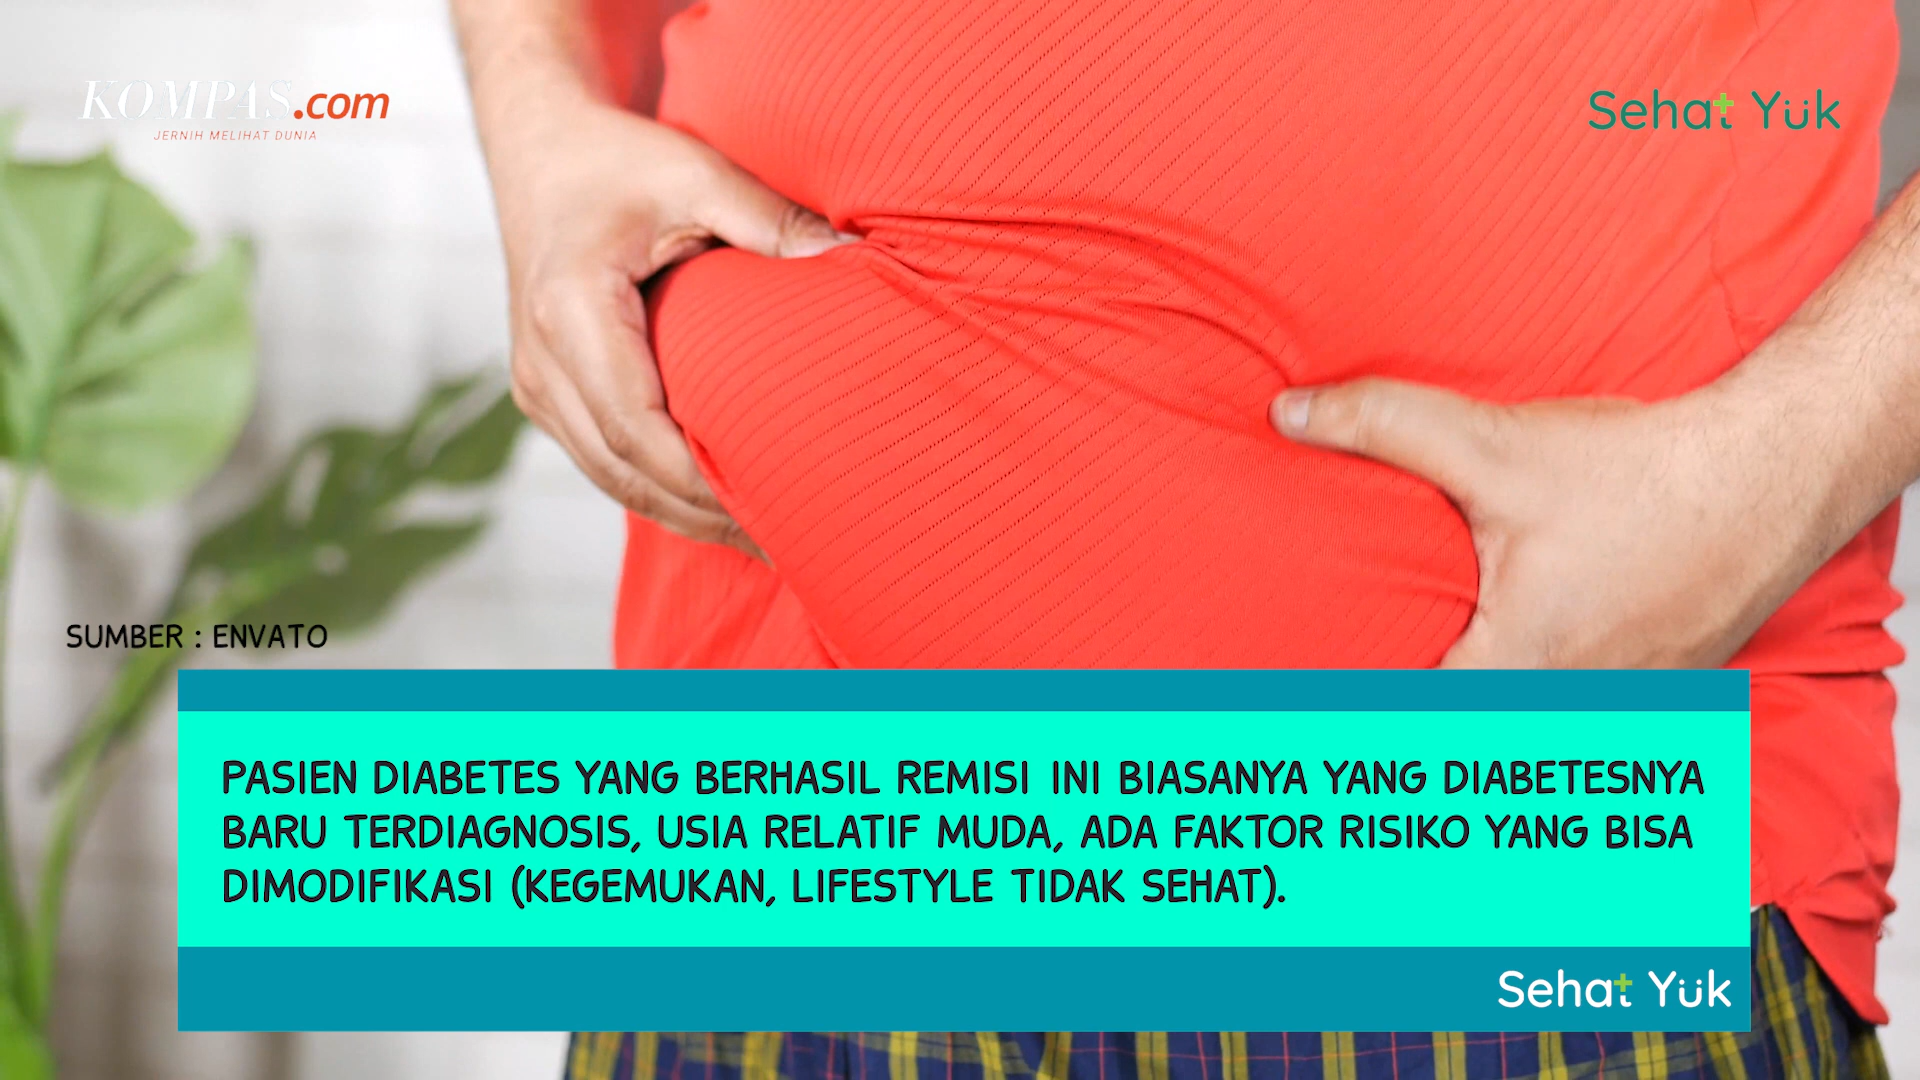 KOMPAS.com
JERNIH MELIHAT DUNIA
Sehat Yuk
SUMBER : ENVATO
PASIEN DIABETES YANG BERHASIL REMISI INI BIASANYA YANG DIABETESNYA
BARU TERDIAGNOSIS, USIA RELATIF MUDA, ADA FAKTOR RISIKO YANG BISA
DIMODIFIKASI (KEGEMUKAN, LIFESTYLE TIDAK SEHAT).
Sehat Yuk